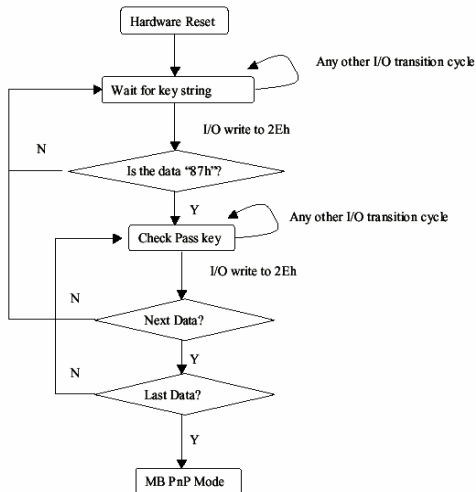 Hardware Reset
Any other I/O transition cycle
Wait for key string
I/O write to 2Eh
N
Is the data "87h"?
Y
Any other I/O transition cycle
Check Pass key
I/O write to 2Eh
N
Next Data?
Y
N
Last Data?
Y
MB PnP Mode